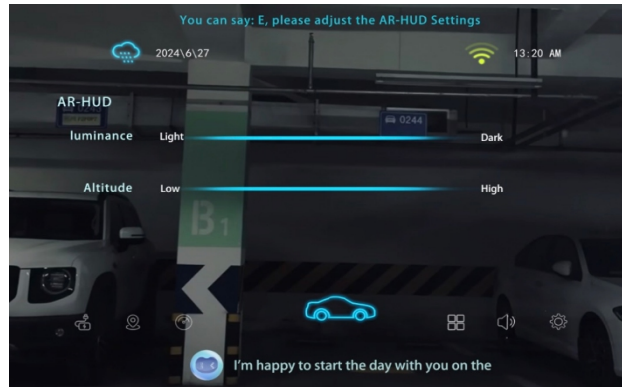 You can say: E, please adjust the AR-HUD Settings
2024\6\27
13:20 AM
AR-HUD
0244
luminance Light Dark
Altitude Low High
B1
I'm happy to start the day with you on the